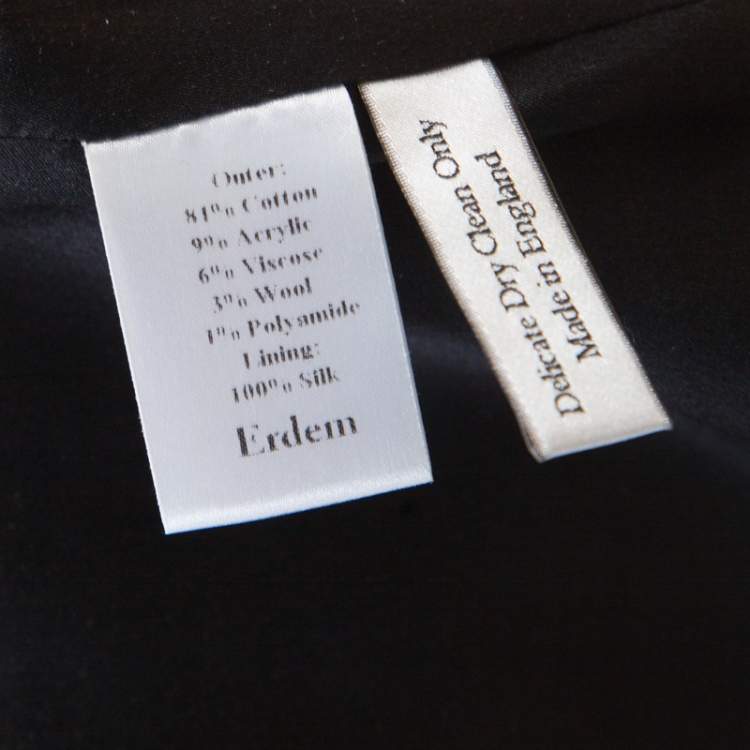 Outer:
81% Cotton
9% Acrylic
6% Viscose
3% Wool
1% Polyamide
Lining:
100% Silk
Erdem
Delicate Dry Clean Only
Made in England